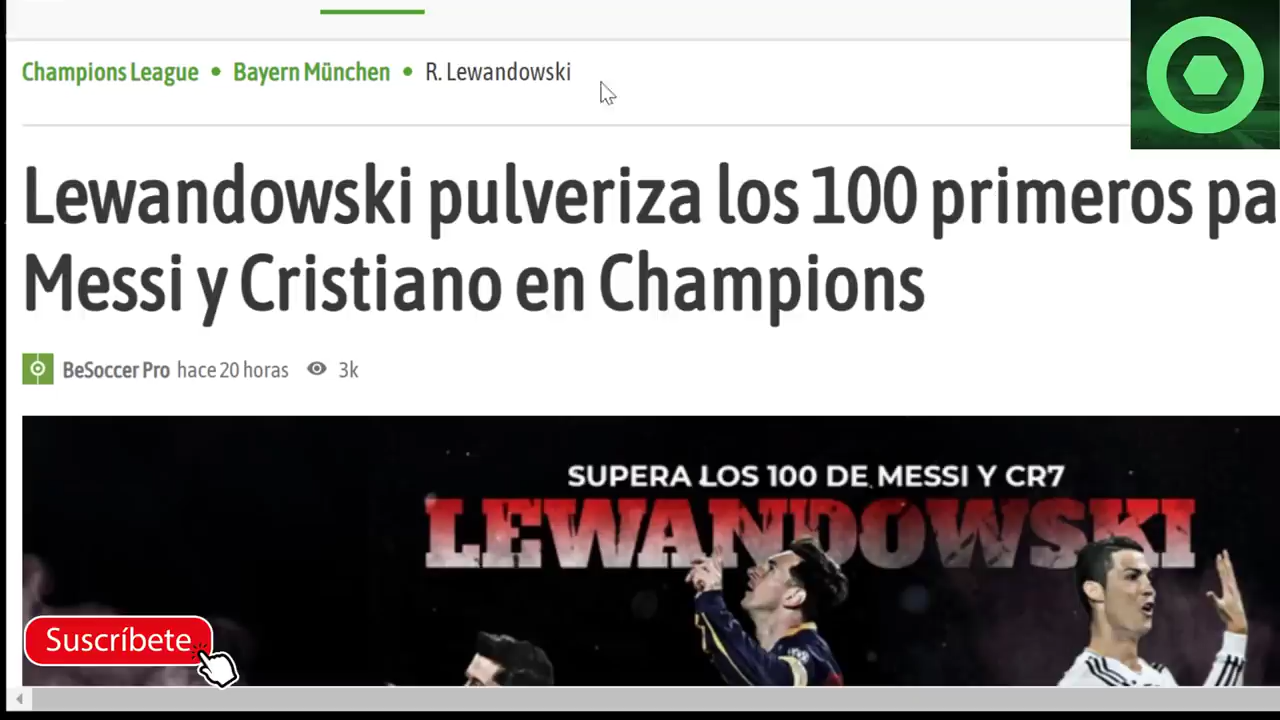 Champions League • Bayern München • R. Lewandowski
Lewandowski pulveriza los 100 primeros pa
Messi y Cristiano en Champions
BeSoccer Pro hace 20 horas 3k
SUPERA LOS 100 DE MESSI Y CR7
LEWANDOWSKI
Suscríbete